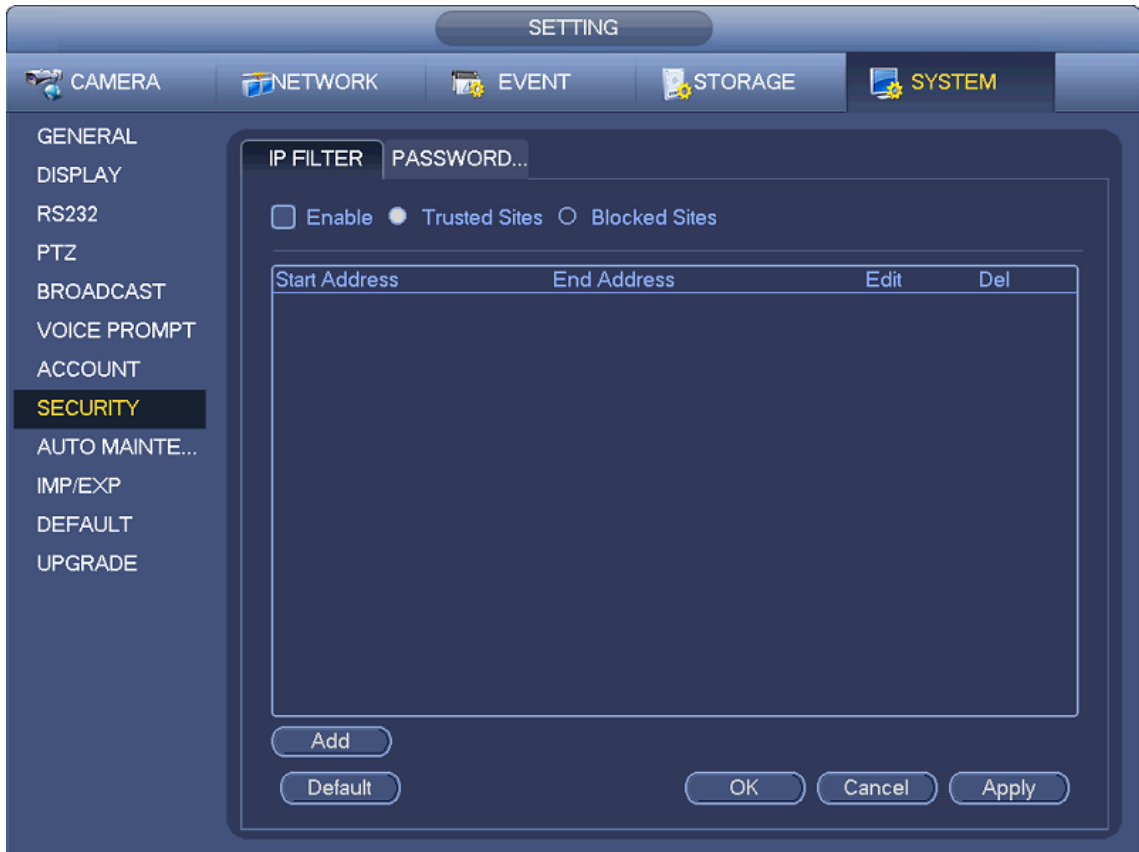 SETTING
CAMERA NETWORK EVENT STORAGE SYSTEM
GENERAL
DISPLAY
RS232
PTZ
BROADCAST
VOICE PROMPT
ACCOUNT
SECURITY
AUTO MAINTE...
IMP/EXP
DEFAULT
UPGRADE
IP FILTER PASSWORD...
Enable Trusted Sites Blocked Sites
Start Address End Address Edit Del
Add
Default OK Cancel Apply